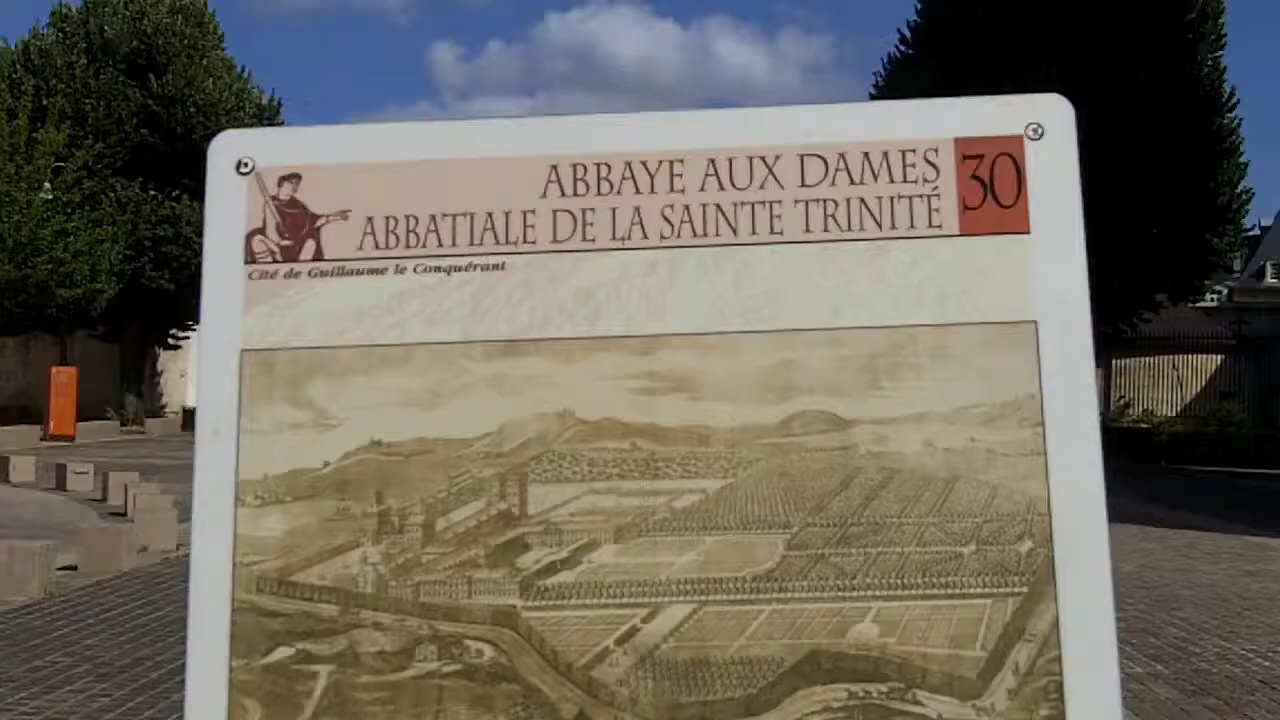 ABBAYE AUX DAMES
ABBATIALE DE LA SAINTE TRINITÉ
30
Cité de Guillaume le Conquérant